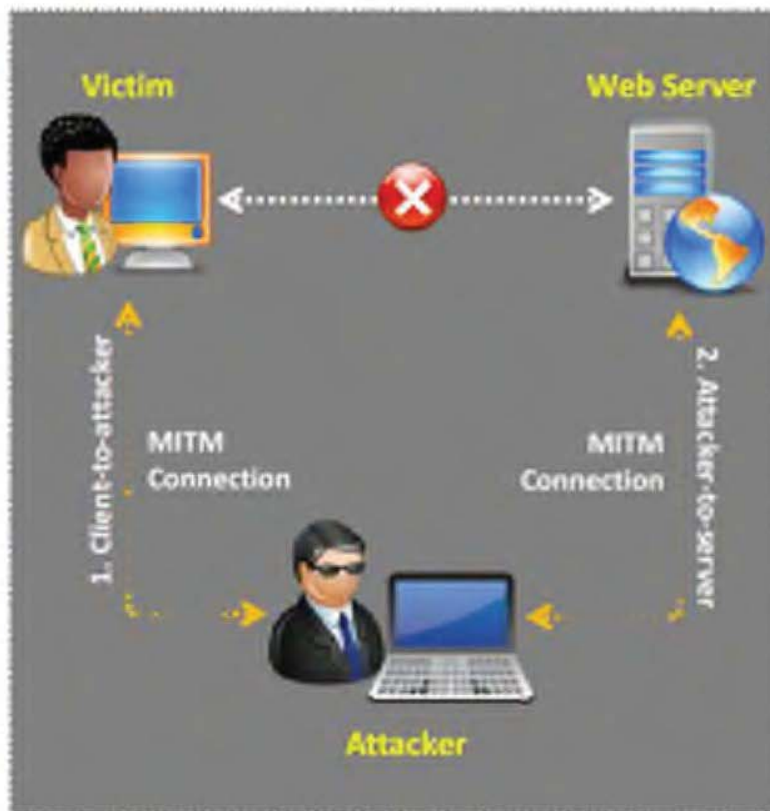 Victim
Web Server
1. Client-to-attacker
MITM
Connection
MITM
Connection
2. Attacker-to-server
Attacker